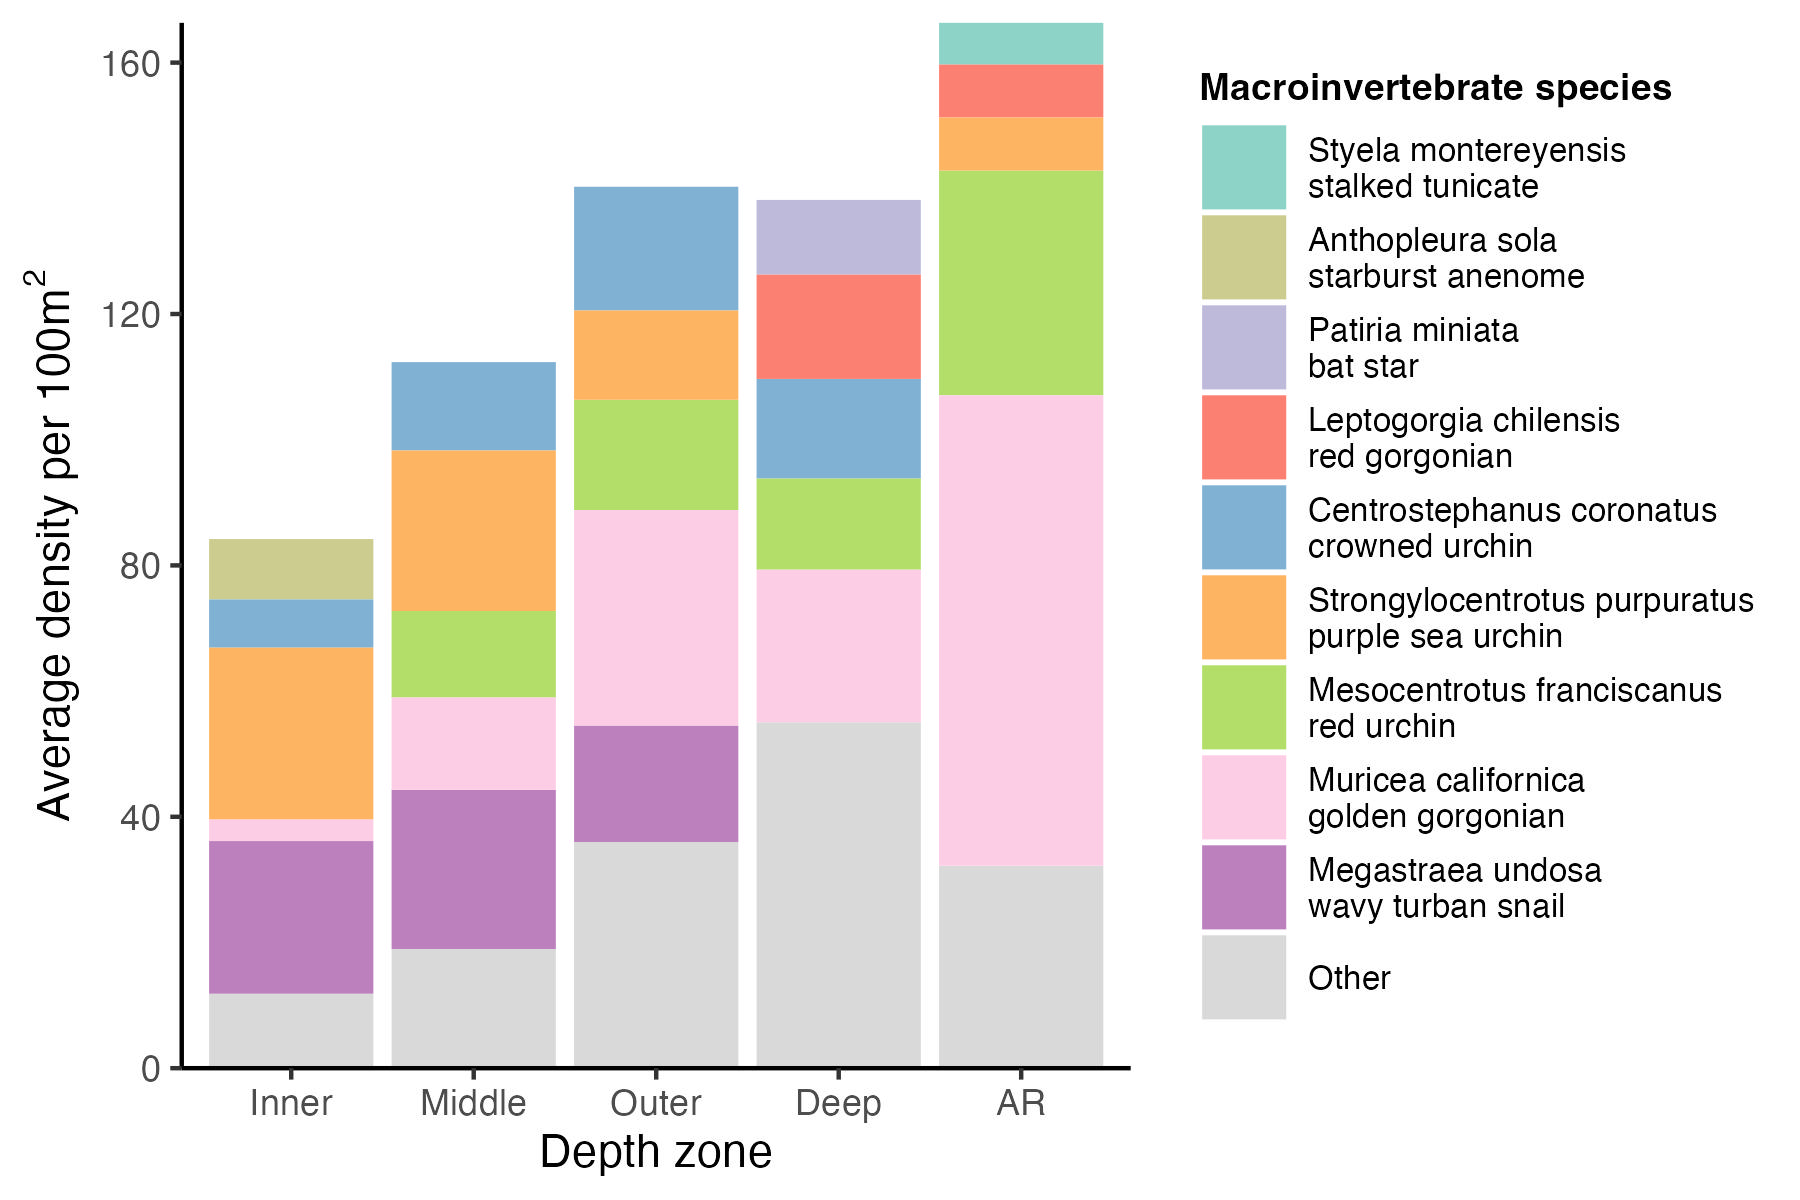 160
120
80
40
0
Average density per 100m²
Inner Middle Outer Deep AR
Depth zone
Macroinvertebrate species
Styela montereyensis
stalked tunicate
Anthopleura sola
starburst anenome
Patiria miniata
bat star
Leptogorgia chilensis
red gorgonian
Centrostephanus coronatus
crowned urchin
Strongylocentrotus purpuratus
purple sea urchin
Mesocentrotus franciscanus
red urchin
Muricea californica
golden gorgonian
Megastraea undosa
wavy turban snail
Other